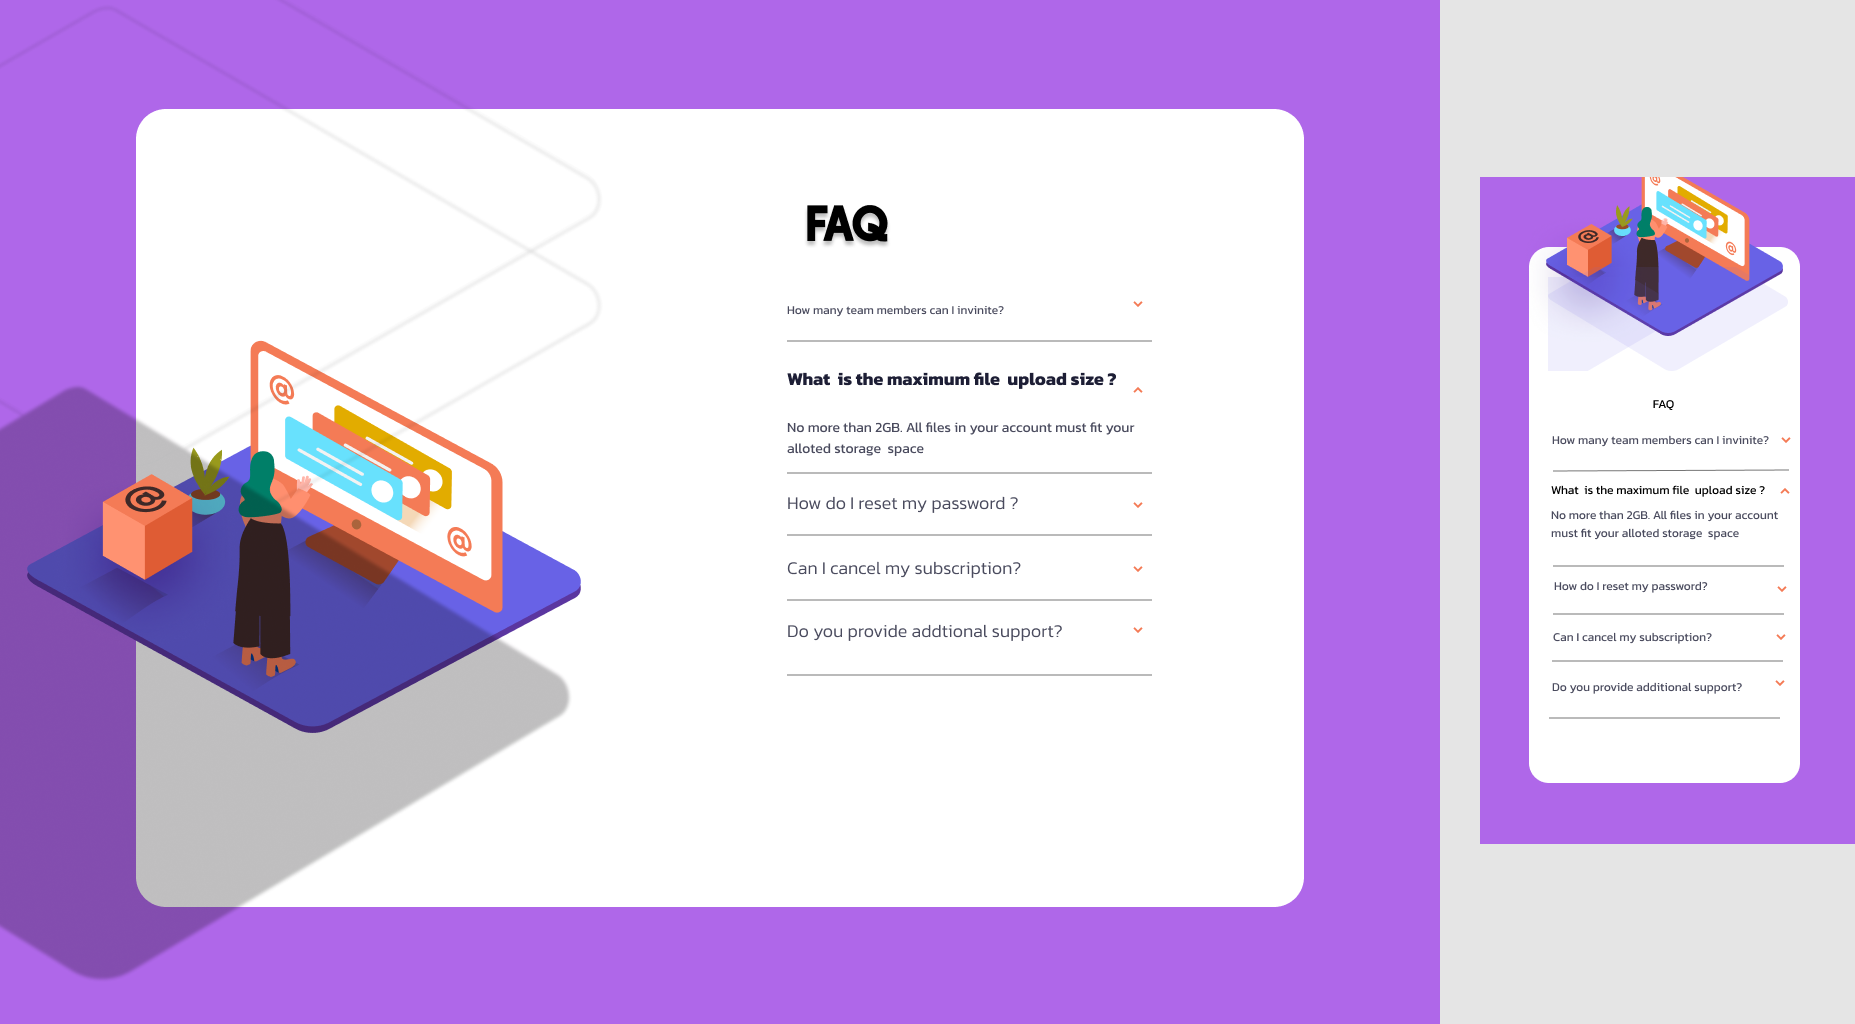 FAQ
How many team members can I invinite?
What  is the maximum file  upload size ?
No more than 2GB. All files in your account must fit your
alloted storage  space
How do I reset my password ?
Can I cancel my subscription?
Do you provide addtional support?
@
@
@
@
@
@
FAQ
How many team members can I invinite?
What  is the maximum file  upload size ?
No more than 2GB. All files in your account
must fit your alloted storage  space
How do I reset my password?
Can I cancel my subscription?
Do you provide additional support?